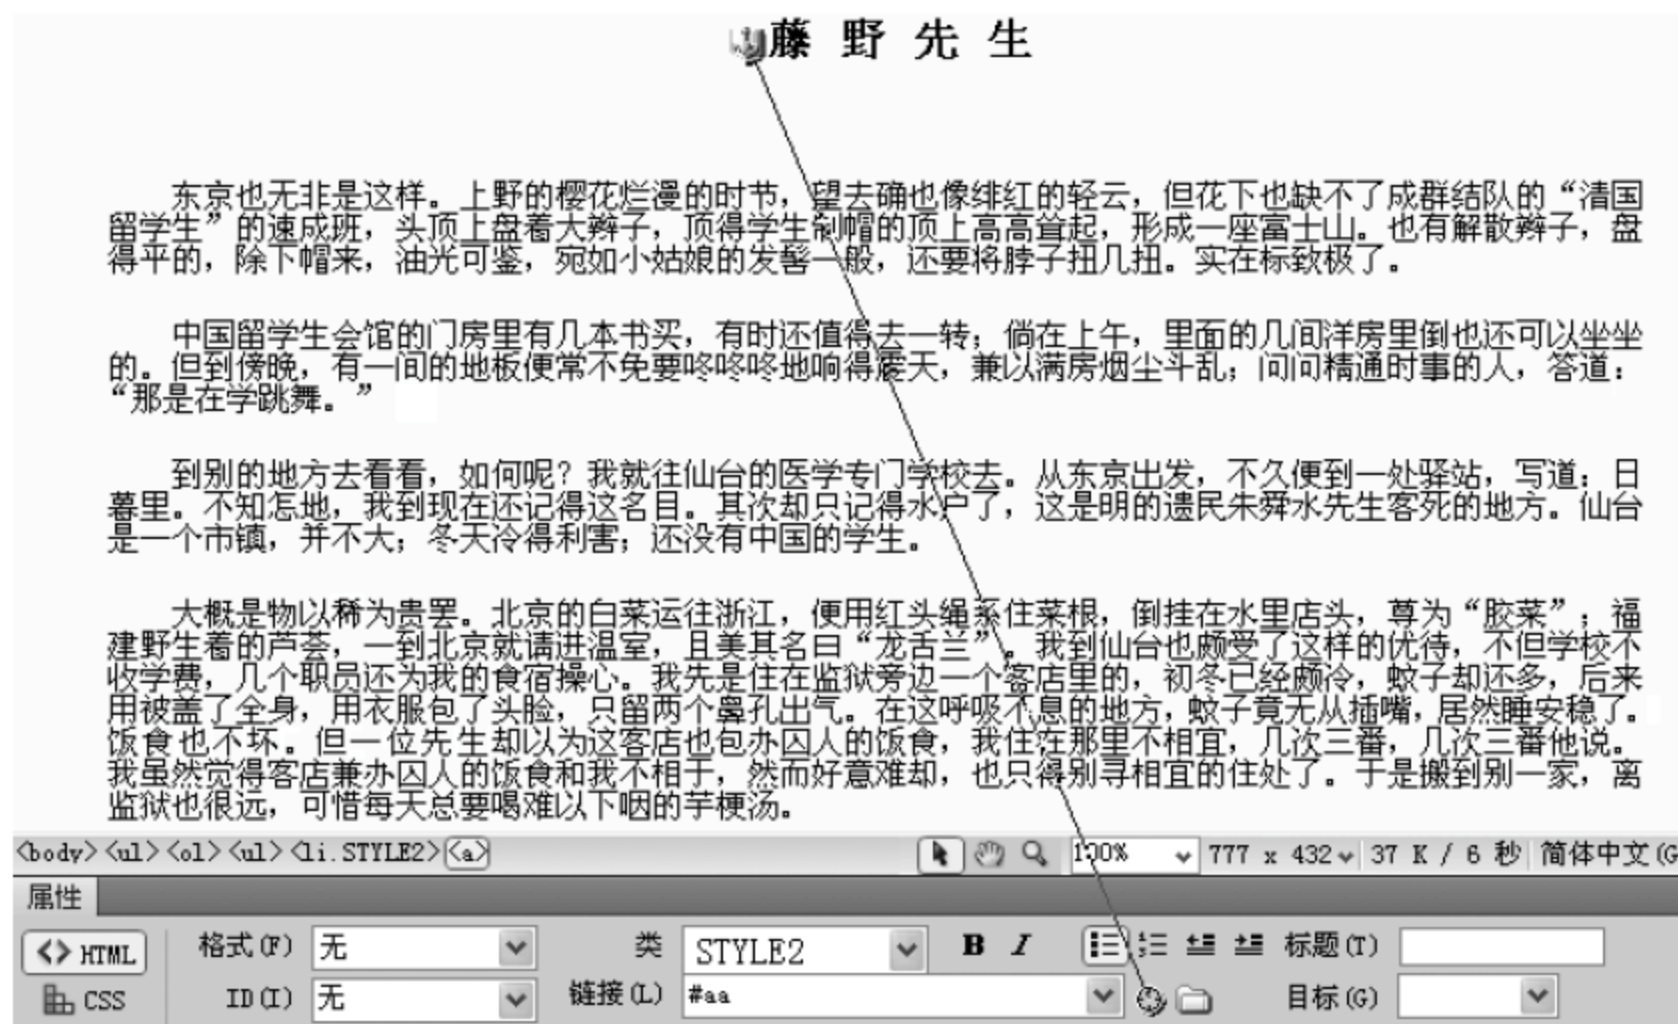 藤 野 先 生
东京也无非是这样。上野的樱花烂漫的时节，望去确也像绯红的轻云，但花下也缺不了成群结队的“清国
留学生”的速成班，头顶上盘着大辫子，顶得学生制帽的顶上高高耸起，形成一座富士山。也有解散辫子，盘
得平的，除下帽来，油光可鉴，宛如小姑娘的发髻一般，还要将脖子扭几扭。实在标致极了。
中国留学生会馆的门房里有几本书买，有时还值得去一转；倘在上午，里面的几间洋房里倒也还可以坐坐
的。但到傍晚，有一间的地板便常不免要咚咚咚地响得震天，兼以满房烟尘斗乱；问问精通时事的人，答道：
“那是在学跳舞。”
到别的地方去看看，如何呢？我就往仙台的医学专门学校去。从东京出发，不久便到一处驿站，写道：日
暮里。不知怎地，我到现在还记得这名目。其次却只记得水户了，这是明的遗民朱舜水先生客死的地方。仙台
是一个市镇，并不大；冬天冷得利害；还没有中国的学生。
大概是物以稀为贵罢。北京的白菜运往浙江，便用红头绳系住菜根，倒挂在水里店头，尊为“胶菜”；福
建野生着的芦荟，一到北京就请进温室，且美其名曰“龙舌兰”。我到仙台也颇受了这样的优待，不但学校不
收学费，几个职员还为我的食宿操心。我先是住在监狱旁边一个客店里的，初冬已经颇冷，蚊子却还多，后来
用被盖了全身，用衣服包了头脸，只留两个鼻孔出气。在这呼吸不息的地方，蚊子竟无从插嘴，居然睡安稳了。
饭食也不坏。但一位先生却以为这客店也包办囚人的饭食，我住在那里不相宜，几次三番，几次三番他说。
我虽然觉得客店兼办囚人的饭食和我不相干，然而好意难却，也只得别寻相宜的住处了。于是搬到别一家，离
监狱也很远，可惜每天总要喝难以下咽的芋梗汤。
<body> <ul> <ol> <ul> <li.STYLE2> <a> 100% 777 x 432 37 K / 6 秒 简体中文(G
属性
<> HTML 格式(F) 无 类 STYLE2 B I 标题(T)
CSS ID(I) 无 链接(L) #aa 目标(G)